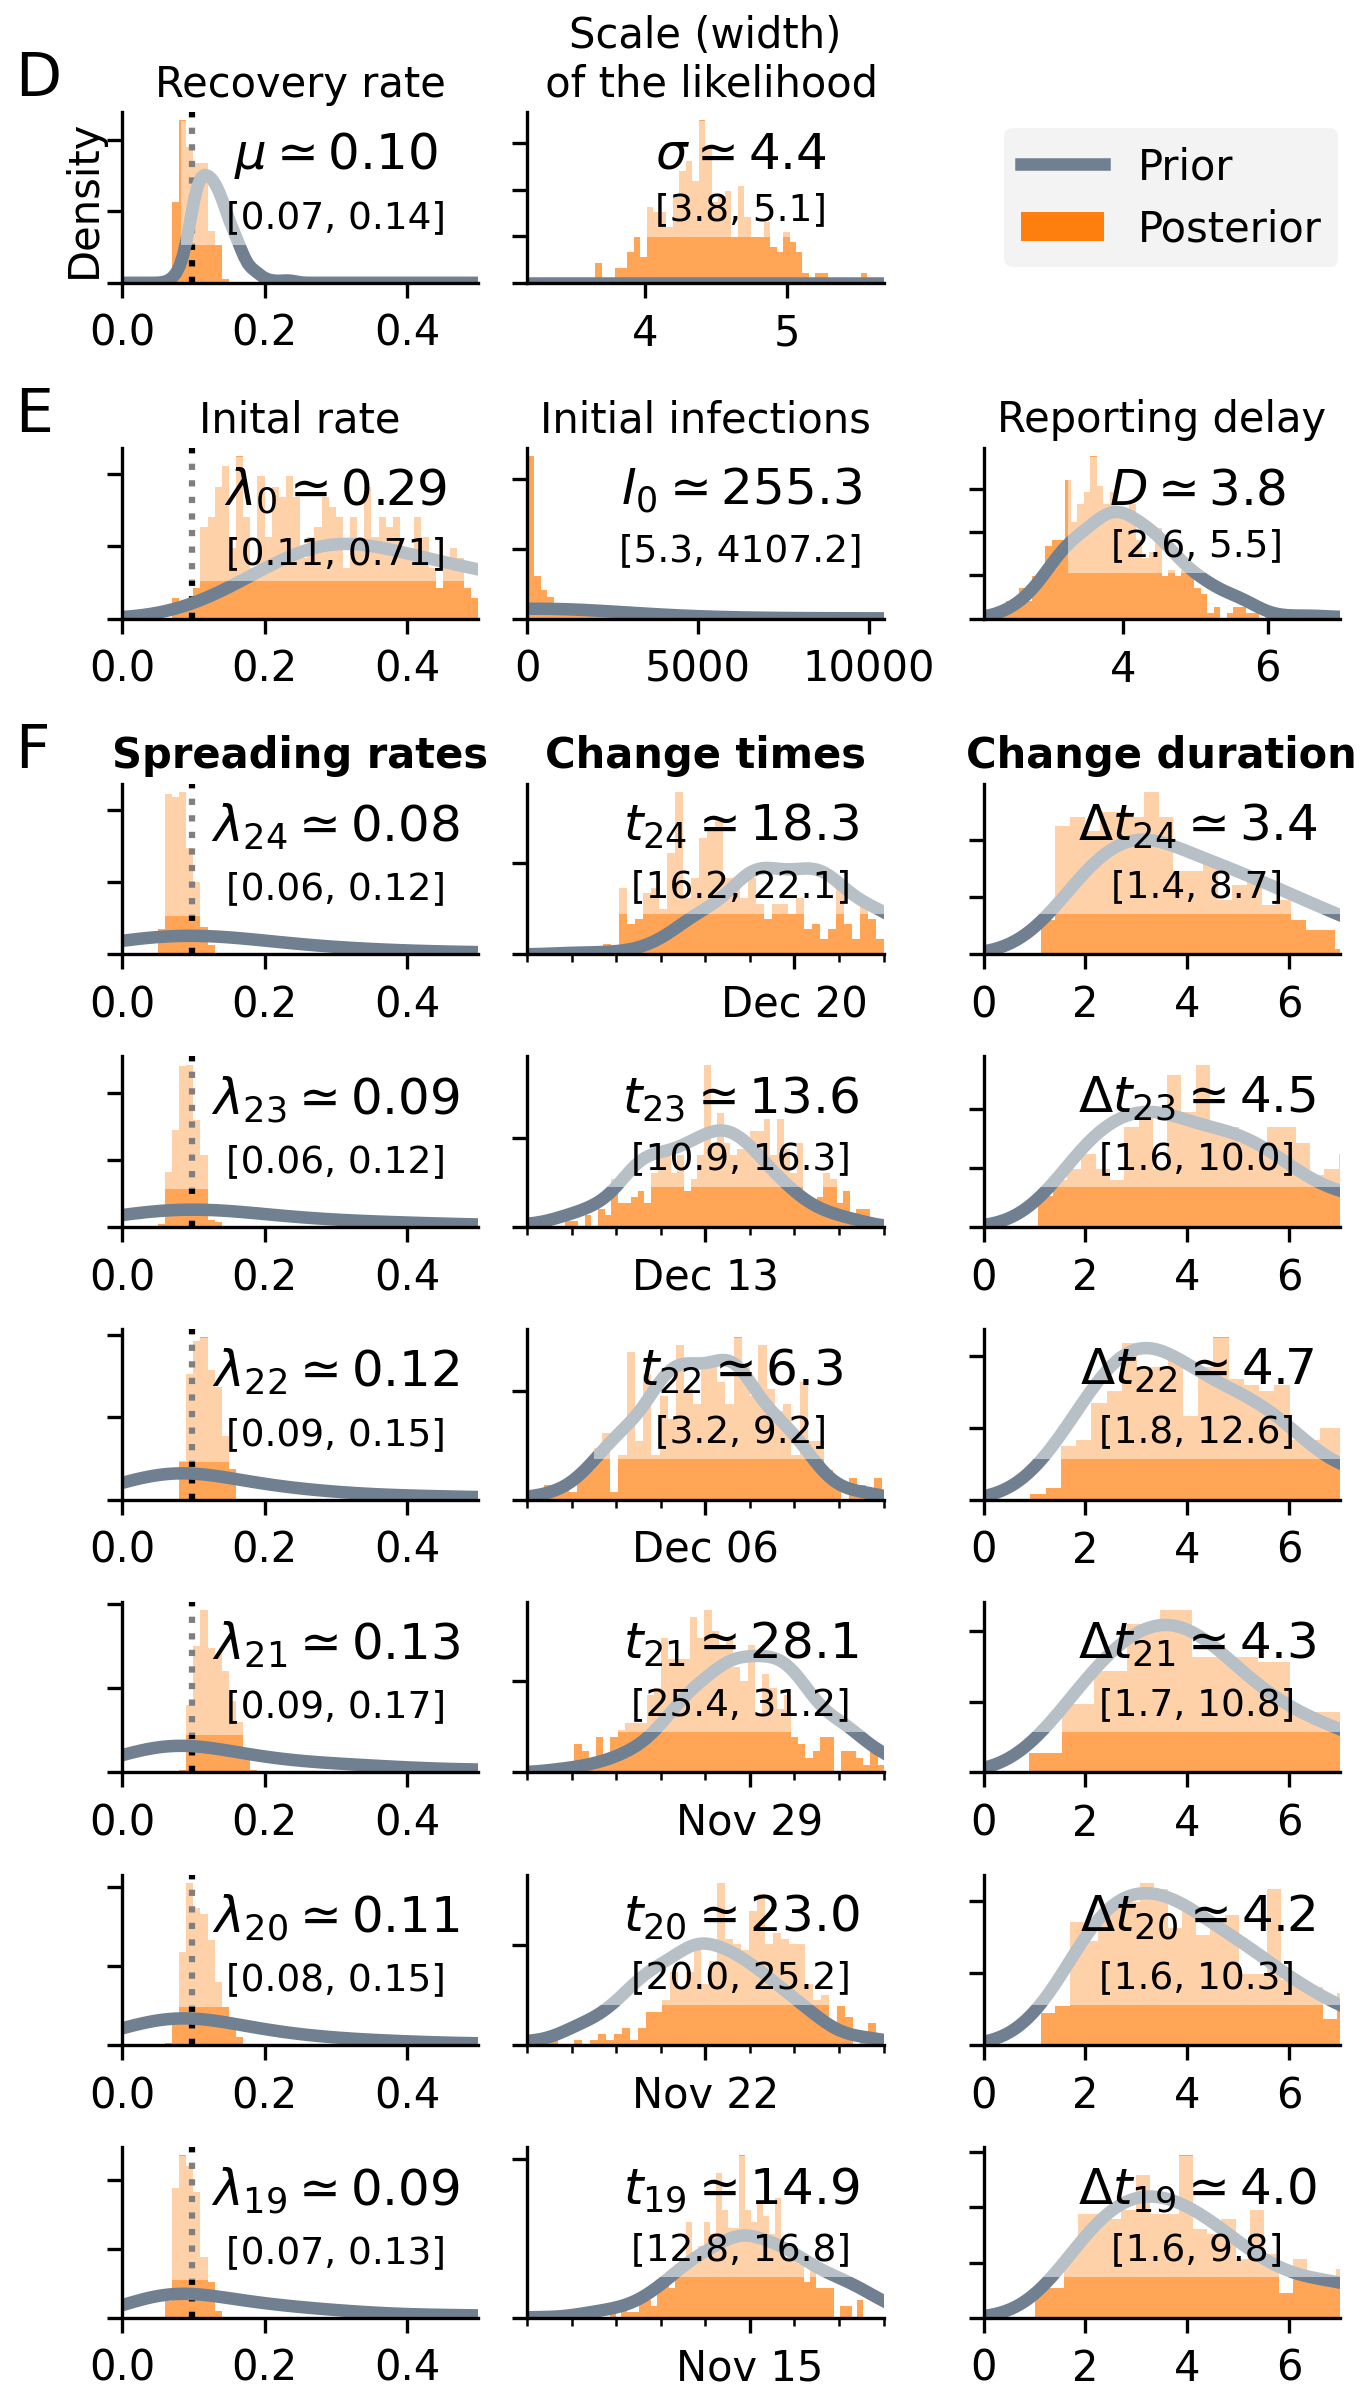 D
Recovery rate
Scale (width)
of the likelihood
Density
μ ≃ 0.10
[0.07, 0.14]
0.0 0.2 0.4
σ ≃ 4.4
[3.8, 5.1]
4 5
Prior
Posterior
E
Inital rate
λ0 ≃ 0.29
[0.11, 0.71]
0.0 0.2 0.4
Initial infections
I0 ≃ 255.3
[5.3, 4107.2]
0 5000 10000
Reporting delay
D ≃ 3.8
[2.6, 5.5]
4 6
F
Spreading rates
Change times
Change duration
λ24 ≃ 0.08
[0.06, 0.12]
0.0 0.2 0.4
t24 ≃ 18.3
[16.2, 22.1]
Dec 20
Δt24 ≃ 3.4
[1.4, 8.7]
0 2 4 6
λ23 ≃ 0.09
[0.06, 0.12]
0.0 0.2 0.4
t23 ≃ 13.6
[10.9, 16.3]
Dec 13
Δt23 ≃ 4.5
[1.6, 10.0]
0 2 4 6
λ22 ≃ 0.12
[0.09, 0.15]
0.0 0.2 0.4
t22 ≃ 6.3
[3.2, 9.2]
Dec 06
Δt22 ≃ 4.7
[1.8, 12.6]
0 2 4 6
λ21 ≃ 0.13
[0.09, 0.17]
0.0 0.2 0.4
t21 ≃ 28.1
[25.4, 31.2]
Nov 29
Δt21 ≃ 4.3
[1.7, 10.8]
0 2 4 6
λ20 ≃ 0.11
[0.08, 0.15]
0.0 0.2 0.4
t20 ≃ 23.0
[20.0, 25.2]
Nov 22
Δt20 ≃ 4.2
[1.6, 10.3]
0 2 4 6
λ19 ≃ 0.09
[0.07, 0.13]
0.0 0.2 0.4
t19 ≃ 14.9
[12.8, 16.8]
Nov 15
Δt19 ≃ 4.0
[1.6, 9.8]
0 2 4 6